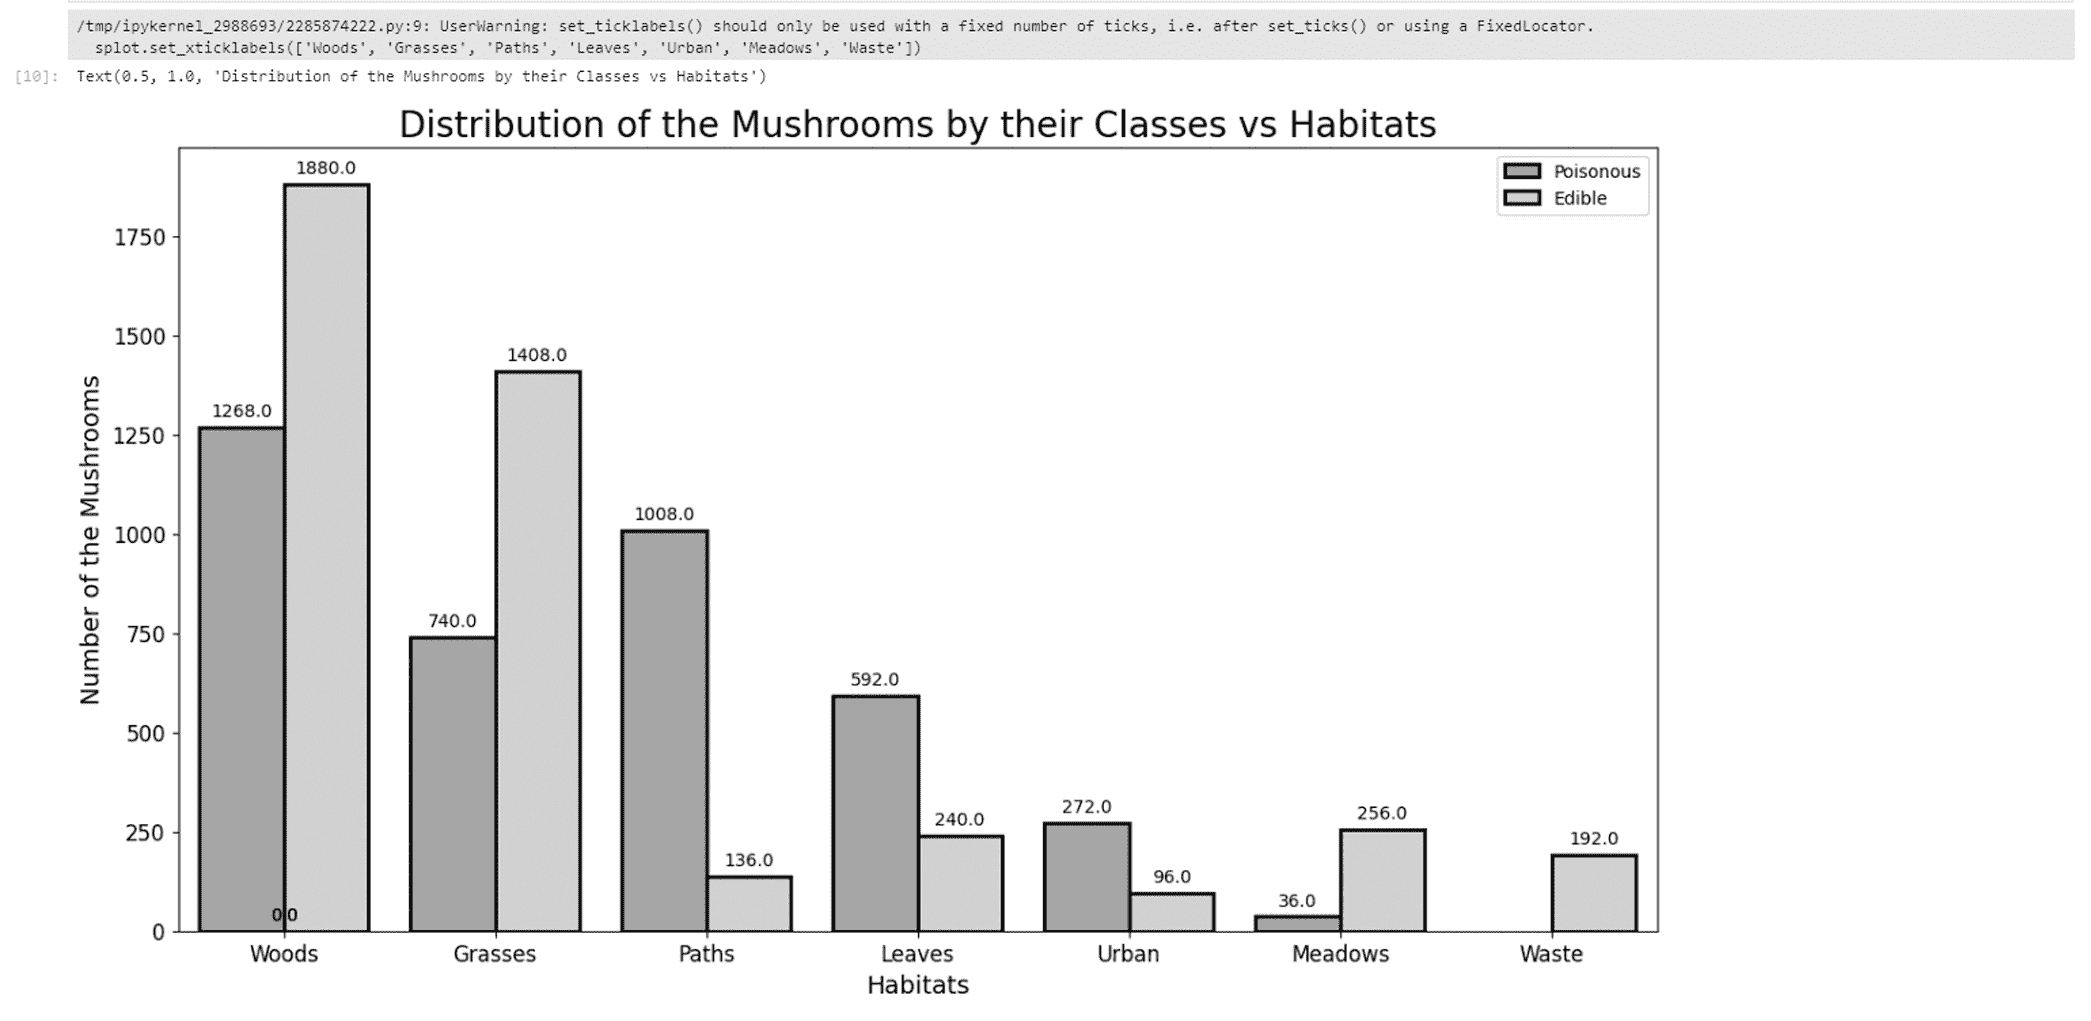 /tmp/ipykernel_2988693/2285874222.py:9: UserWarning: set_ticklabels() should only be used with a fixed number of ticks, i.e. after set_ticks() or using a FixedLocator.
splot.set_xticklabels(['Woods', 'Grasses', 'Paths', 'Leaves', 'Urban', 'Meadows', 'Waste'])
[10]: Text(0.5, 1.0, 'Distribution of the Mushrooms by their Classes vs Habitats')
Distribution of the Mushrooms by their Classes vs Habitats
Poisonous
Edible
Number of the Mushrooms
1750
1500
1250
1000
750
500
250
0
1268.0
1880.0
740.0
1408.0
1008.0
136.0
592.0
240.0
272.0
96.0
36.0
256.0
192.0
0.0
Woods
Grasses
Paths
Leaves
Urban
Meadows
Waste
Habitats